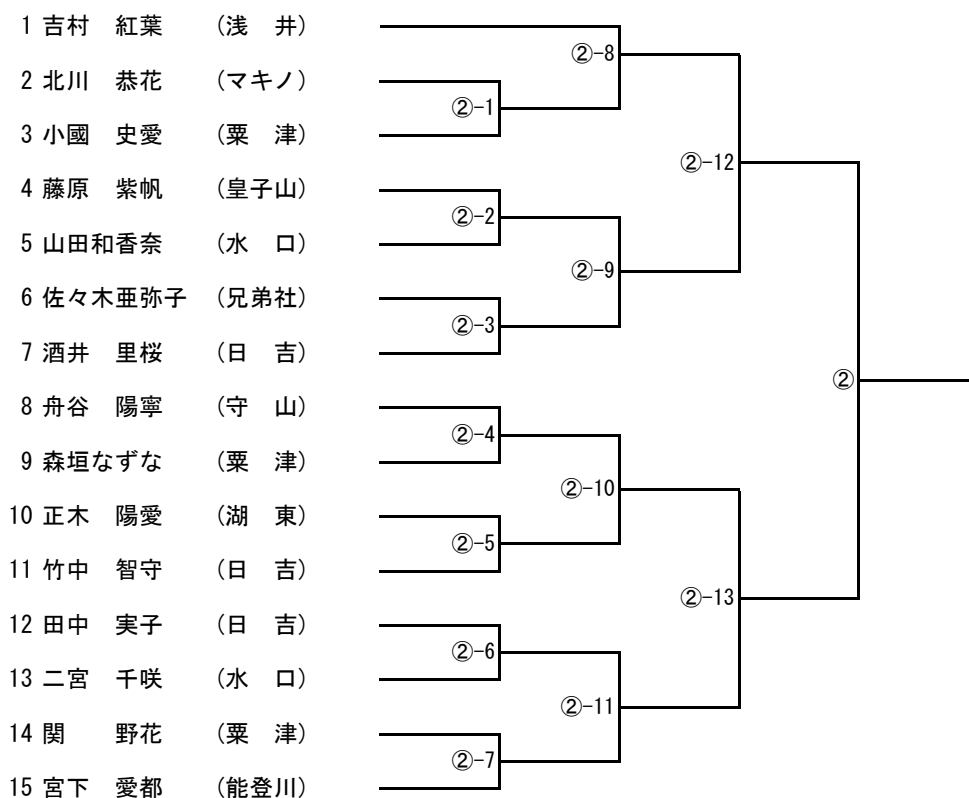 1 吉村　紅葉　（浅　井）
②-8
2 北川　恭花　（マキノ）
②-1
3 小國　史愛　（粟　津）
②-12
4 藤原　紫帆　（皇子山）
②-2
5 山田和香奈　（水　口）
②-9
6 佐々木亜弥子　（兄弟社）
②-3
7 酒井　里桜　（日　吉）
②
8 舟谷　陽寧　（守　山）
②-4
9 森垣なずな　（粟　津）
②-10
10 正木　陽愛　（湖　東）
②-5
11 竹中　智守　（日　吉）
②-13
12 田中　実子　（日　吉）
②-6
13 二宮　千咲　（水　口）
②-11
14 関　　野花　（粟　津）
②-7
15 宮下　愛都　（能登川）